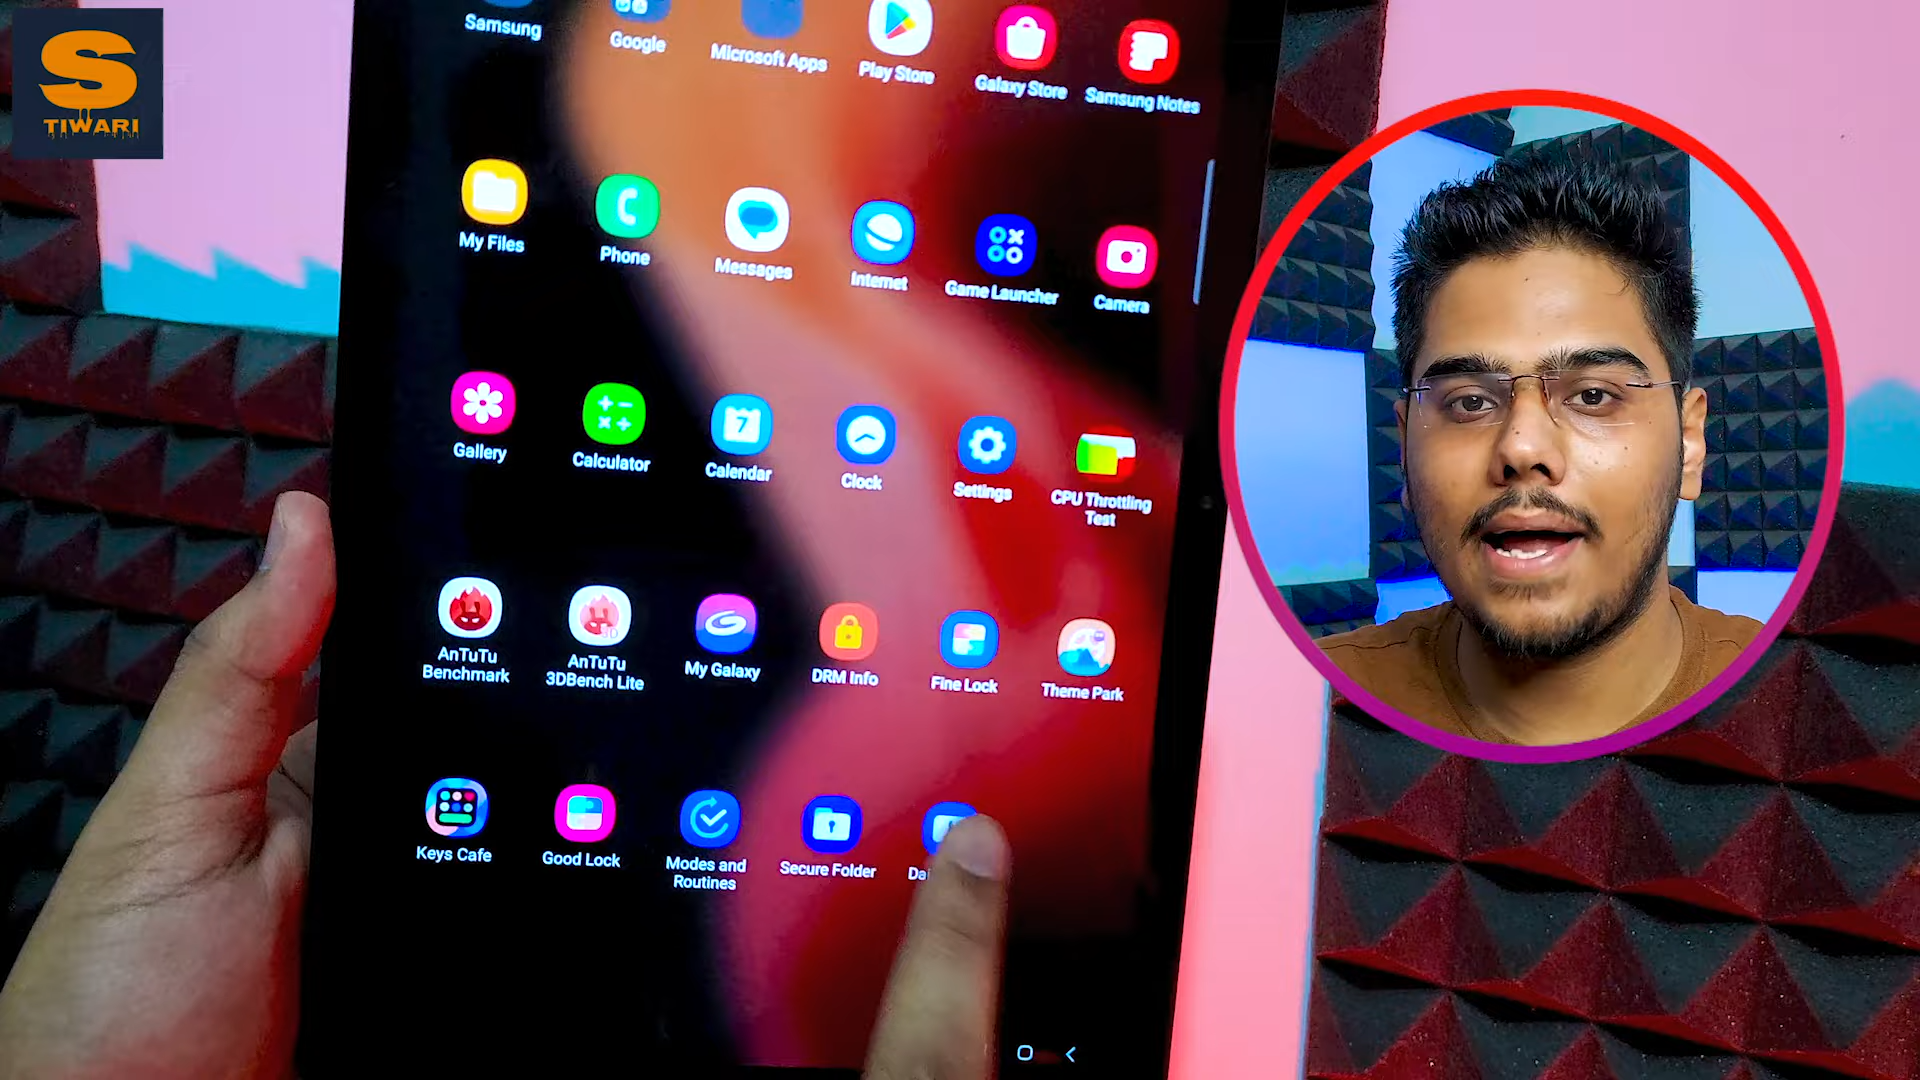 S
TIWARI
Samsung
Google
Microsoft Apps
Play Store
Galaxy Store
Samsung Notes
My Files
Phone
Messages
Internet
Game Launcher
Camera
Gallery
Calculator
7
Calendar
Clock
Settings
CPU Throttling
Test
AnTuTu
Benchmark
3D
AnTuTu
3DBench Lite
My Galaxy
DRM Info
Fine Lock
Theme Park
Keys Cafe
Good Lock
Modes and
Routines
Secure Folder